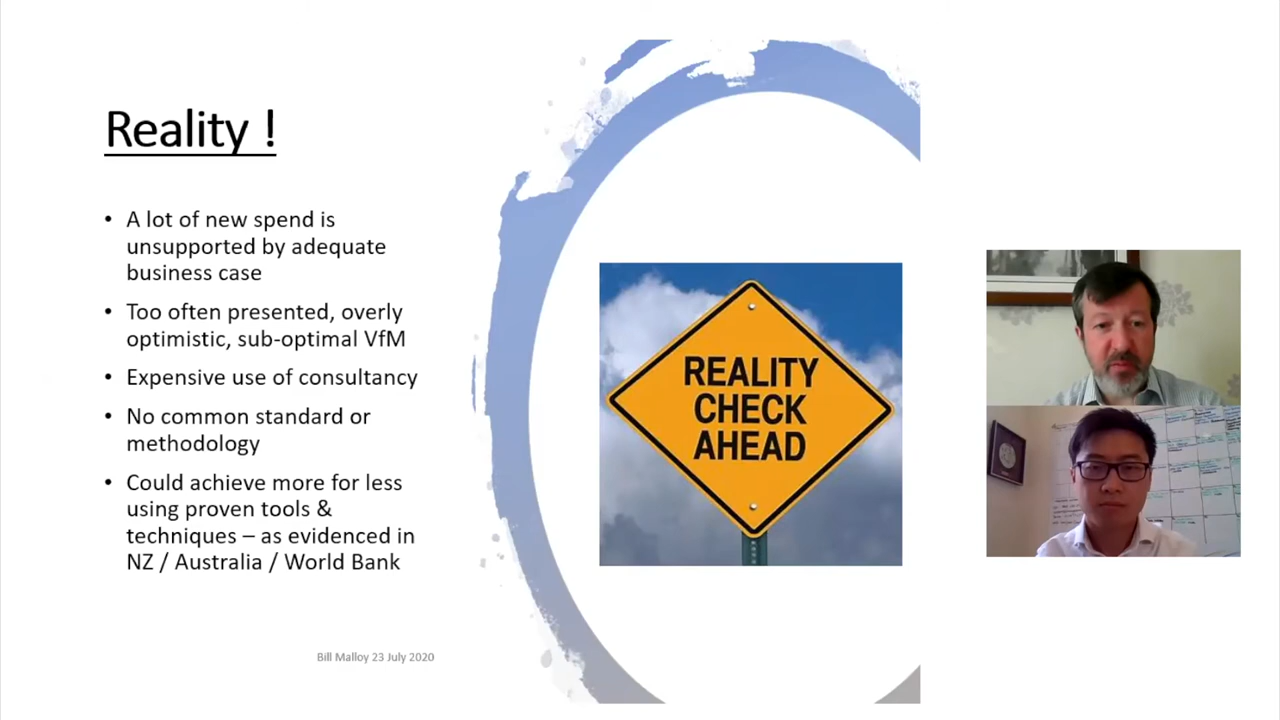 Reality !
• A lot of new spend is
unsupported by adequate
business case
• Too often presented, overly
optimistic, sub-optimal VfM
• Expensive use of consultancy
• No common standard or
methodology
• Could achieve more for less
using proven tools &
techniques – as evidenced in
NZ / Australia / World Bank
Bill Malloy 23 July 2020
REALITY
CHECK
AHEAD